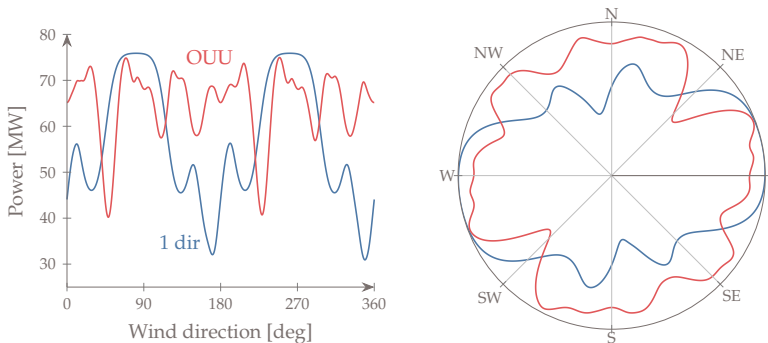 80
70
60
50
40
30
Power [MW]
OUU
1 dir
0
90
180
270
360
Wind direction [deg]
N
NW
NE
W
SW
SE
S